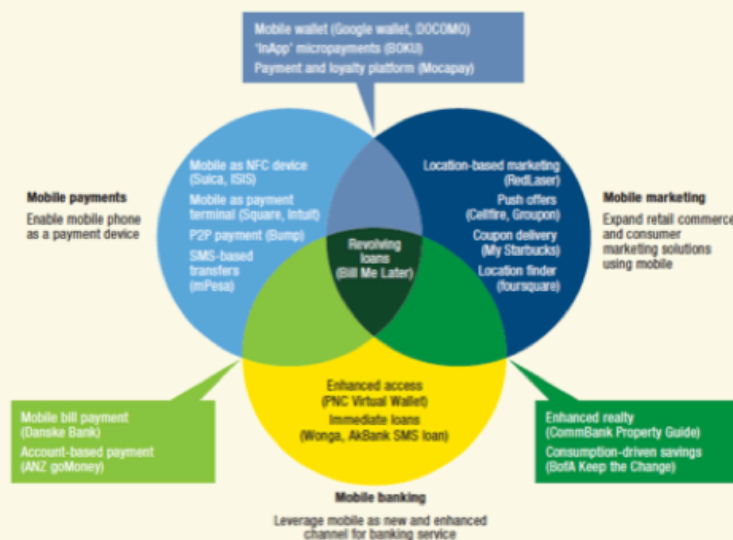 Mobile wallet (Google wallet, DOCOMO)
'InApp' micropayments (BOKU)
Payment and loyalty platform (Mocapay)
Mobile payments
Enable mobile phone
as a payment device
Mobile as NFC device
(Suica, ISIS)
Mobile as payment
terminal (Square, Intuit)
P2P payment (Bump)
SMS-based
transfers
(mPesa)
Revolving
loans
(Bill Me Later)
Location-based marketing
(RedLaser)
Push offers
(Cellfire, Groupon)
Coupon delivery
(My Starbucks)
Location finder
(foursquare)
Mobile marketing
Expand retail commerce
and consumer
marketing solutions
using mobile
Mobile bill payment
(Danske Bank)
Account-based payment
(ANZ goMoney)
Enhanced access
(PNC Virtual Wallet)
Immediate loans
(Wonga, AkBank SMS loan)
Enhanced realty
(CommBank Property Guide)
Consumption-driven savings
(BofA Keep the Change)
Mobile banking
Leverage mobile as new and enhanced
channel for banking service